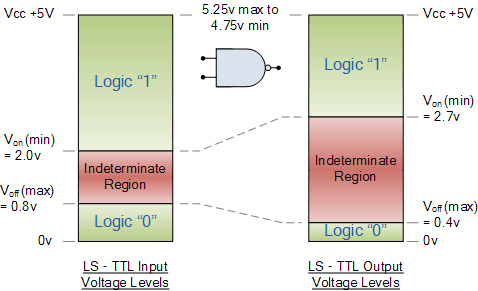 Vcc +5V
5.25v max to
4.75v min
Vcc +5V
Logic “1”
Logic “1”
Von (min)
= 2.0v
Von (min)
= 2.7v
Indeterminate
Region
Indeterminate
Region
Voff (max)
= 0.8v
Voff (max)
= 0.4v
Logic “0”
Logic “0”
0v
0v
LS - TTL Input
Voltage Levels
LS - TTL Output
Voltage Levels